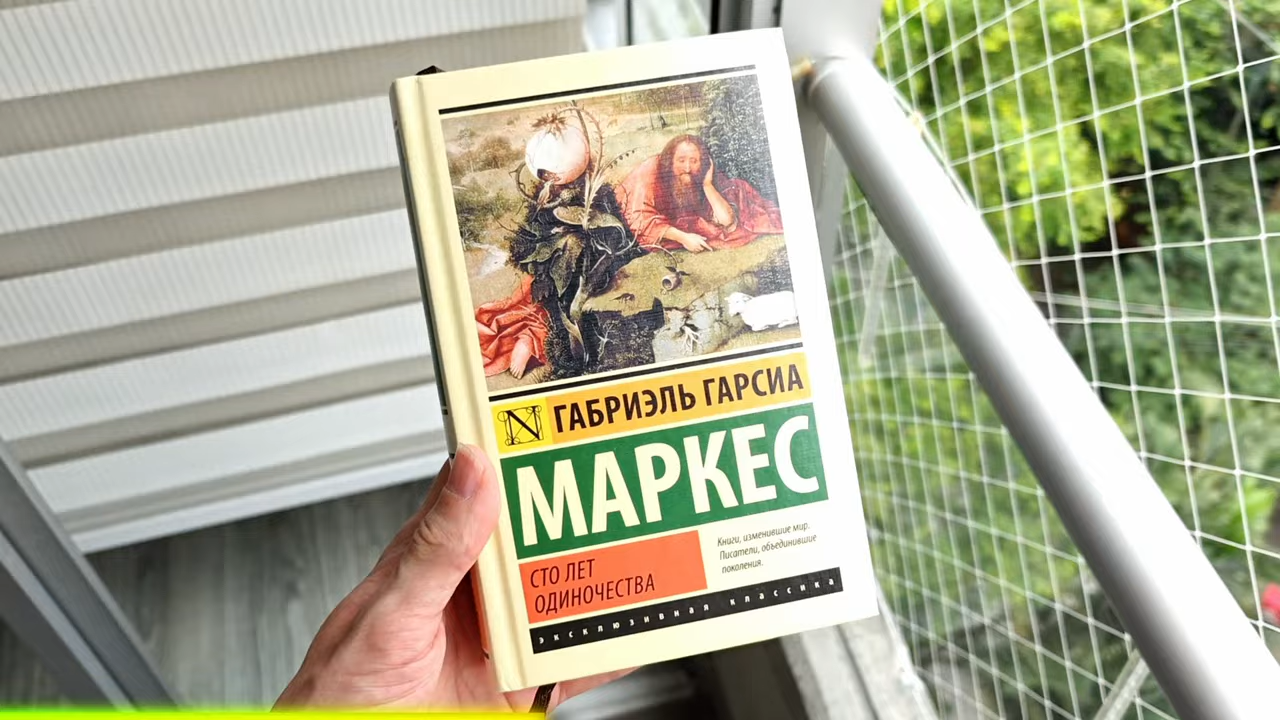 N ГАБРИЭЛЬ ГАРСИА
МАРКЕС
СТО ЛЕТ
ОДИНОЧЕСТВА
Книги, изменившие мир.
Писатели, объединившие
поколения.
эксклюзивная классика